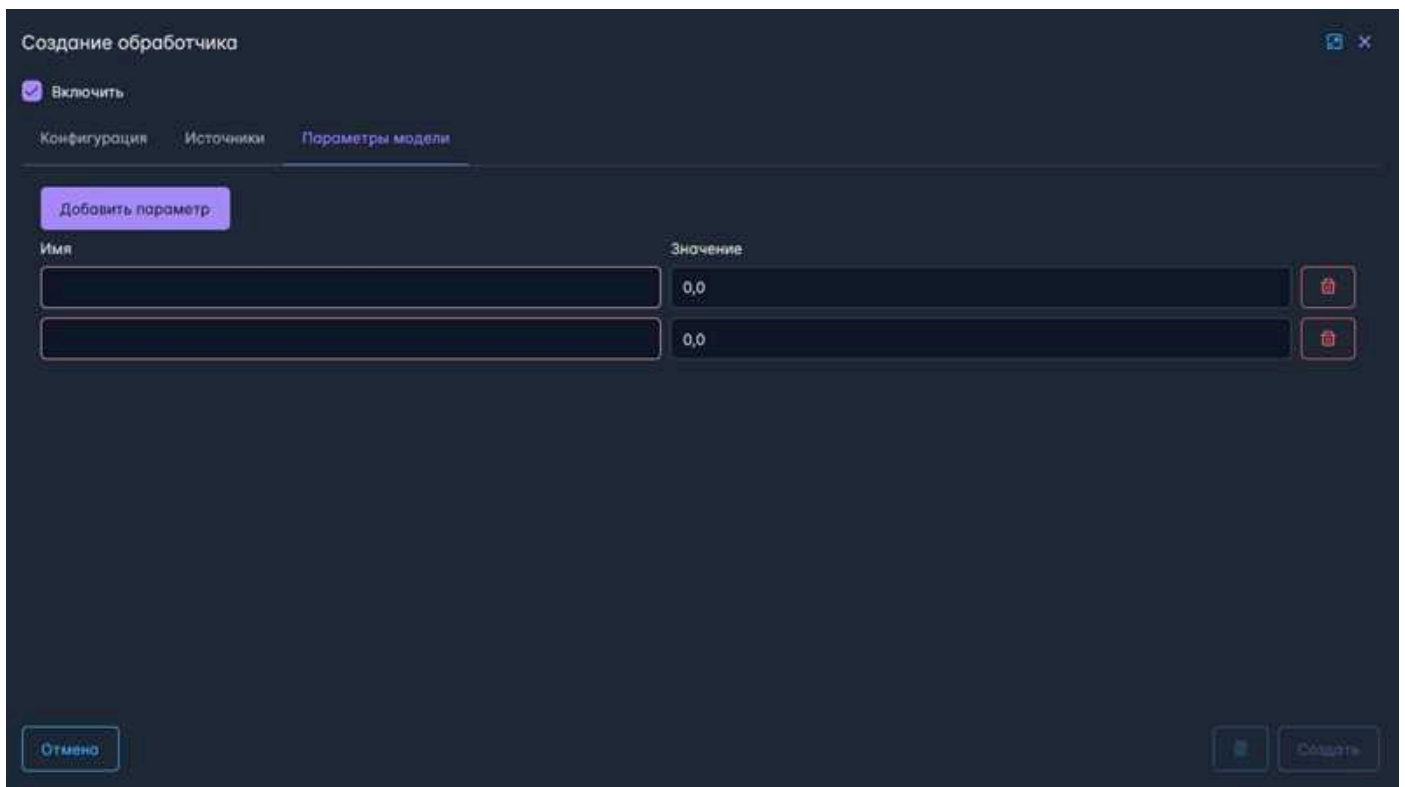 Создание обработчика
Включить
Конфигурация Источники Параметры модели
Добавить параметр
Имя Значение
0,0
0,0
Отмена Создать